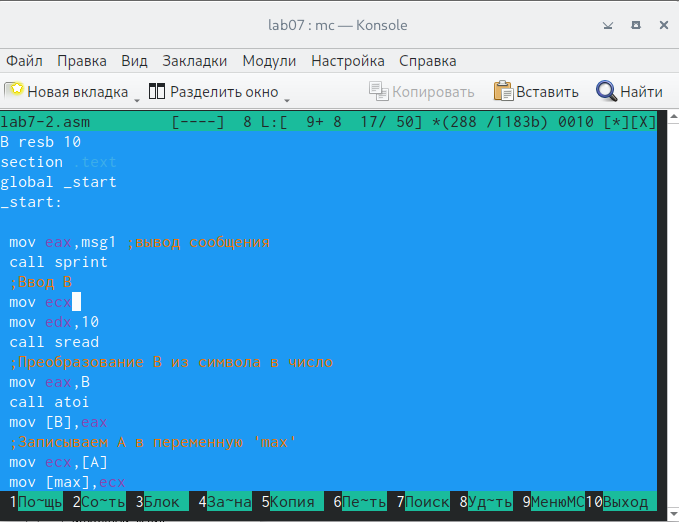 lab07 : mc — Konsole
Файл Правка Вид Закладки Модули Настройка Справка
Новая вкладка Разделить окно Копировать Вставить Найти
lab7-2.asm [----] 8 L:[ 9+ 8 17/ 50] *(288 /1183b) 0010 [*][X]
B resb 10
section .text
global _start
_start:
mov eax,msg1 ;вывод сообщения
call sprint
;Ввод B
mov ecx
mov edx,10
call sread
;Преобразование B из символа в число
mov eax,B
call atoi
mov [B],eax
;Записываем A в переменную 'max'
mov ecx,[A]
mov [max],ecx
1По~щь 2Со~ть 3Блок 4За~на 5Копия 6Пе~ть 7Поиск 8Уд~ть 9МенюMC 10Выход